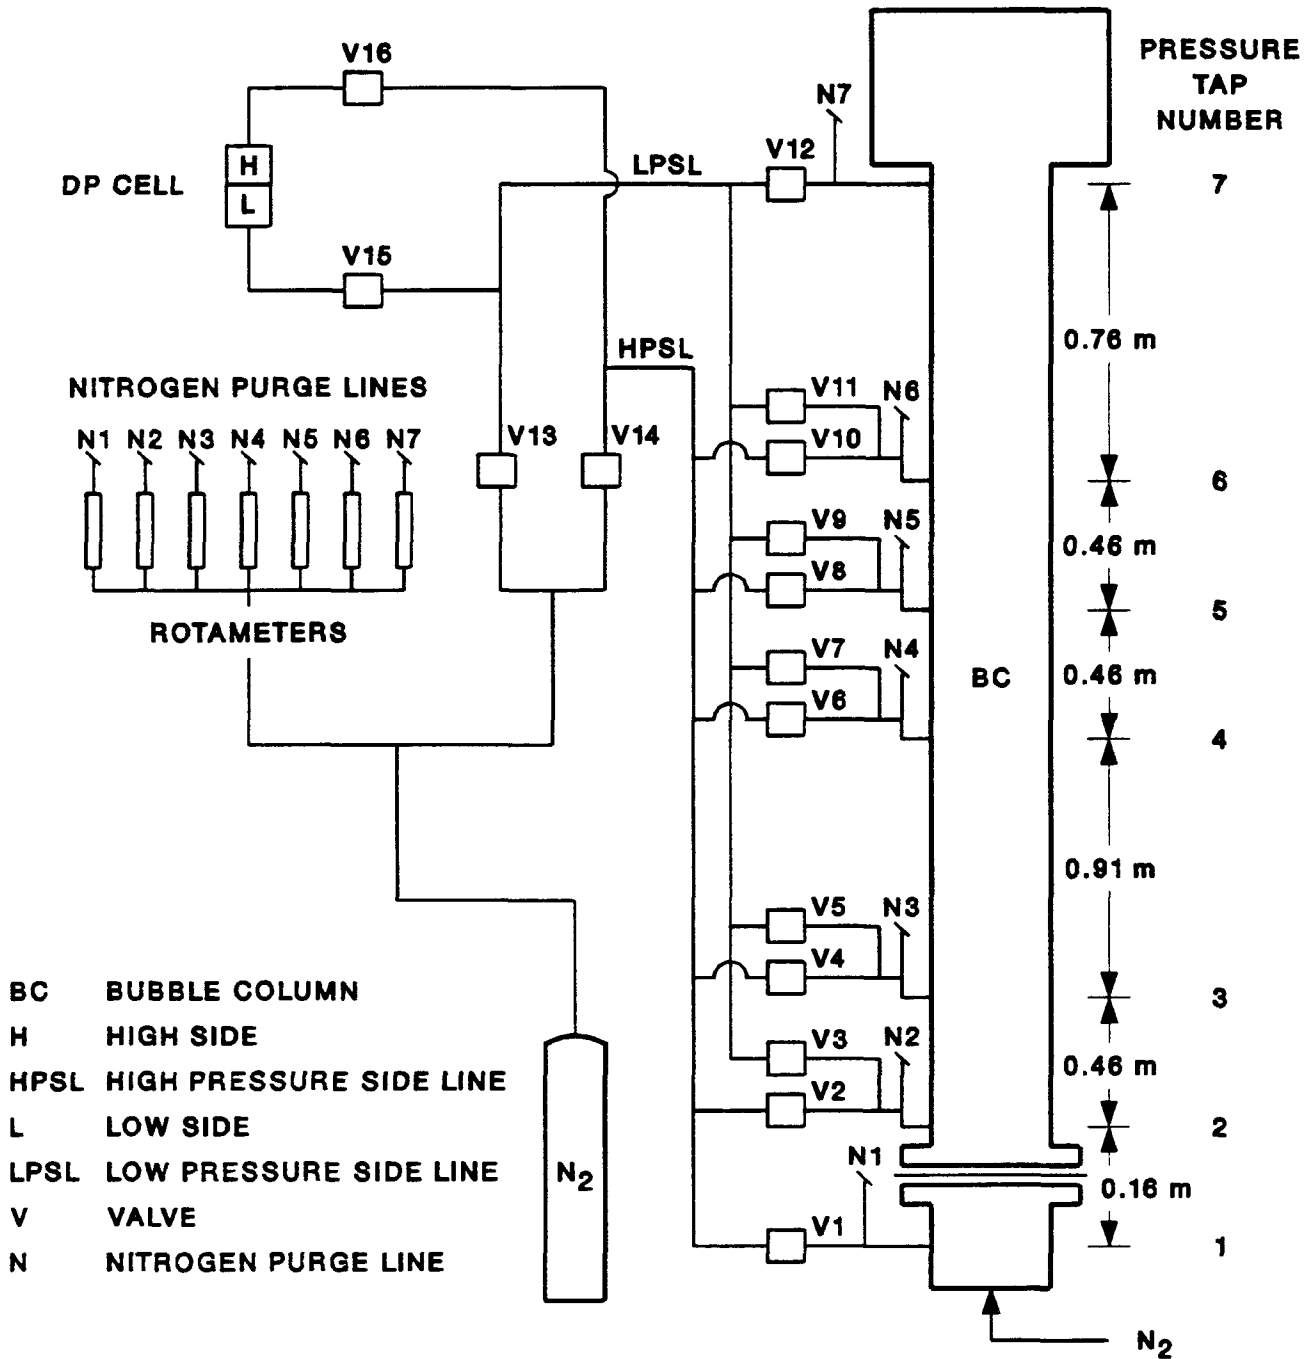 V16
N7
PRESSURE
TAP
NUMBER
V12
H
LPSL
DP CELL
7
L
V15
0.76 m
HPSL
NITROGEN PURGE LINES
V11 N6
N1 N2 N3 N4 N5 N6 N7
V13 V14
V10
6
V9 N5
0.46 m
V8
5
ROTAMETERS
V7 N4
BC
0.46 m
V6
4
0.91 m
V5 N3
V4
BC BUBBLE COLUMN
3
H HIGH SIDE
V3 N2
0.46 m
HPSL HIGH PRESSURE SIDE LINE
V2
L LOW SIDE
2
LPSL LOW PRESSURE SIDE LINE
N2
N1
0.16 m
V VALVE
V1
1
N NITROGEN PURGE LINE
N2